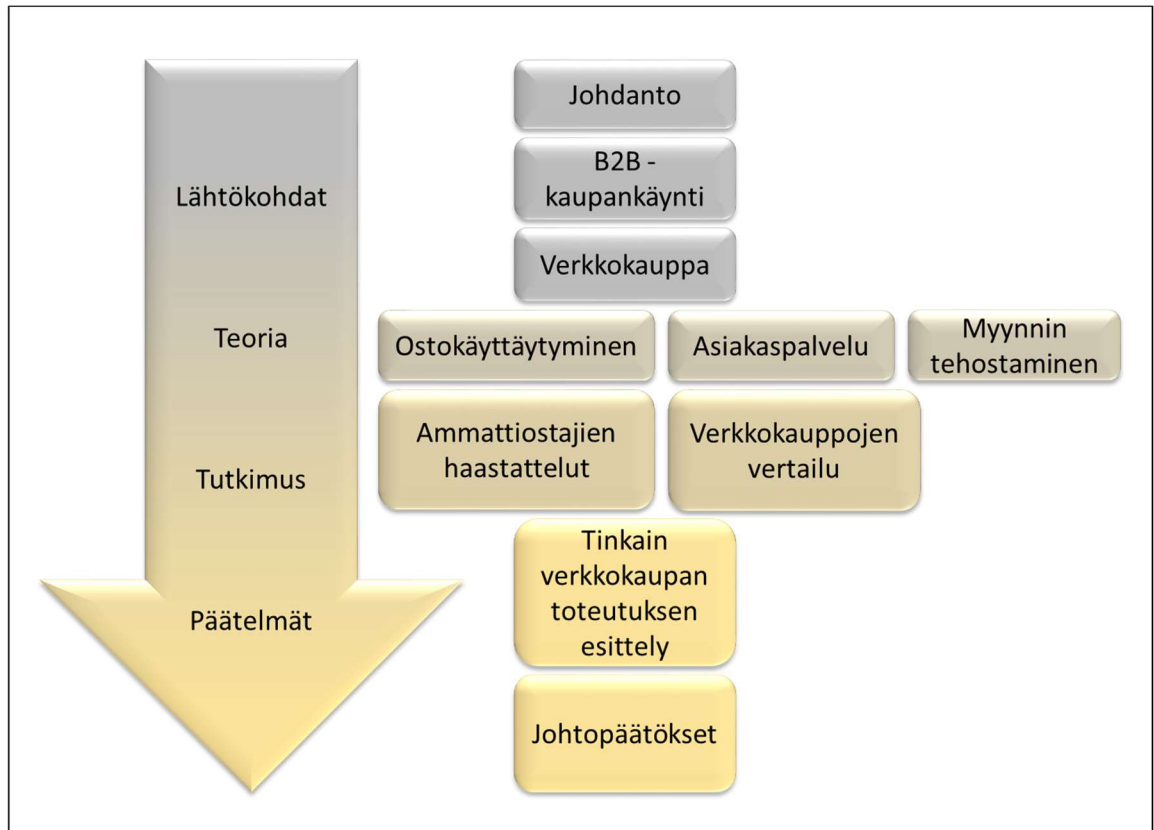 Lähtökohdat
Teoria
Tutkimus
Päätelmät
Johdanto
B2B -
kaupankäynti
Verkkokauppa
Ostokäyttäytyminen
Asiakaspalvelu
Myynnin
tehostaminen
Ammattiostajien
haastattelut
Verkkokauppojen
vertailu
Tinkain
verkkokaupan
toteutuksen
esittely
Johtopäätökset